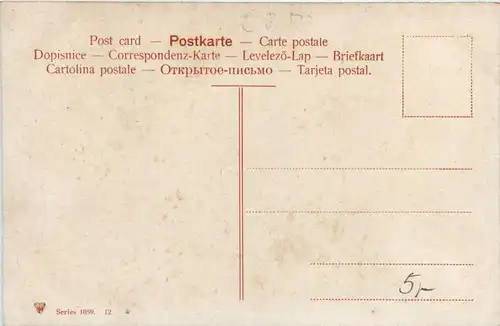 Post card — Postkarte — Carte postale
Dopisnice — Correspondenz-Karte — Levelező-Lap — Briefkaart
Cartolina postale — Открытое-письмо — Tarjeta postal.
5,-
Series 1059. 12